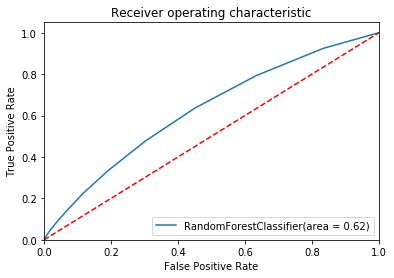 Receiver operating characteristic
1.0
0.8
0.6
0.4
0.2
0.0
True Positive Rate
RandomForestClassifier(area = 0.62)
0.0 0.2 0.4 0.6 0.8 1.0
False Positive Rate